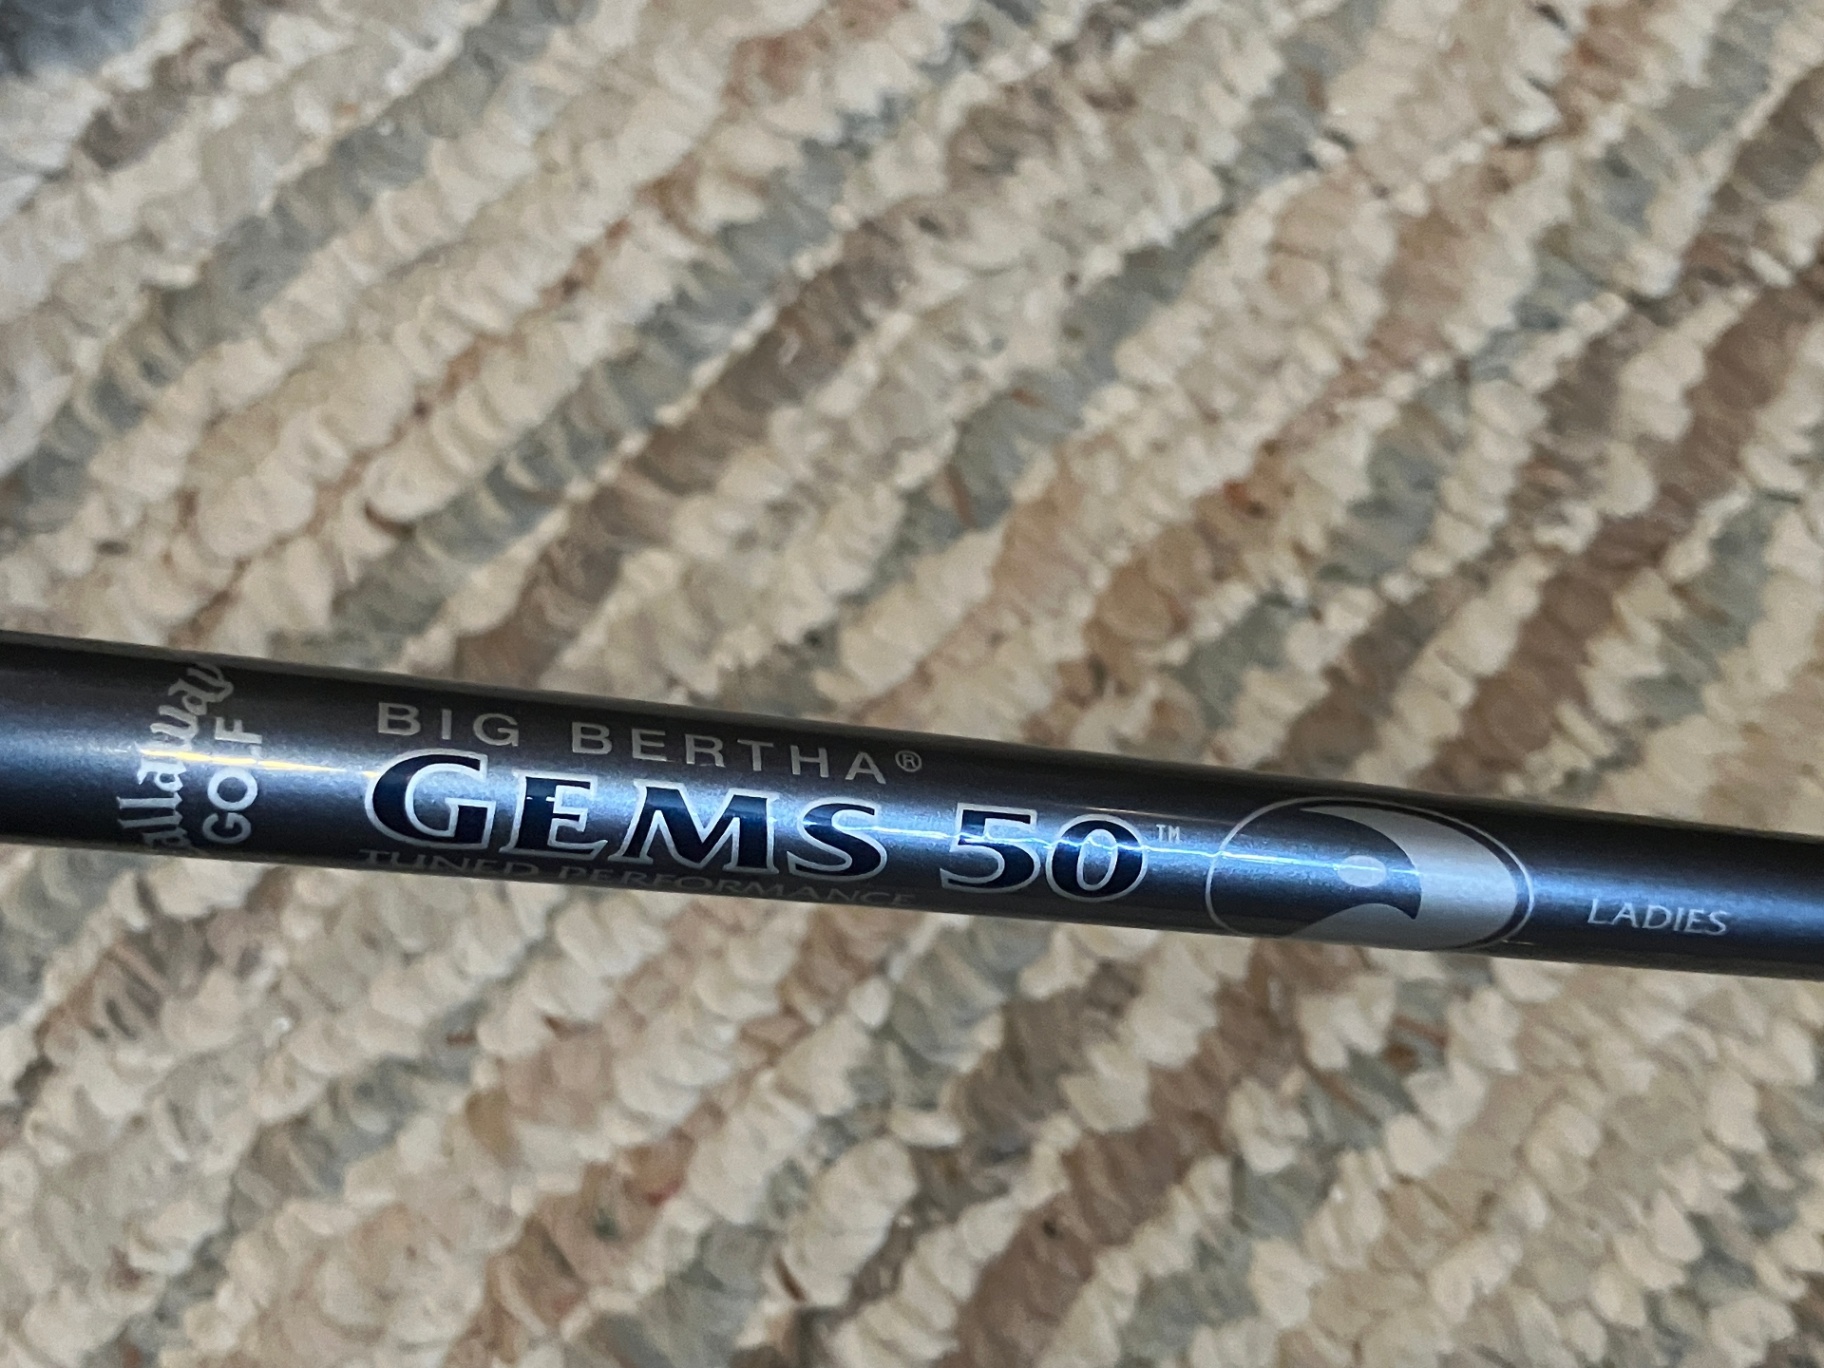 Callaway
GOLF
BIG BERTHA®
GEMS 50™
TUNED PERFORMANCE
LADIES